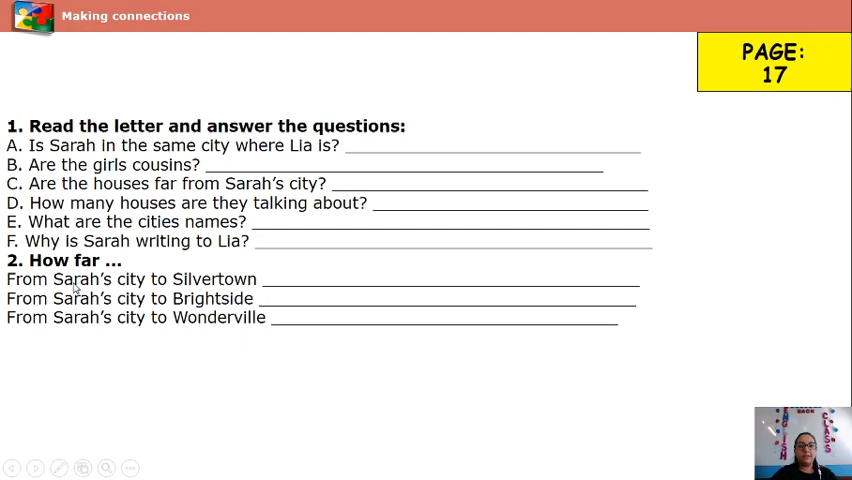 Making connections
PAGE:
17
1. Read the letter and answer the questions:
A. Is Sarah in the same city where Lia is?
B. Are the girls cousins?
C. Are the houses far from Sarah's city?
D. How many houses are they talking about?
E. What are the cities names?
F. Why is Sarah writing to Lia?
2. How far ...
From Sarah's city to Silvertown
From Sarah's city to Brightside
From Sarah's city to Wonderville
BACK
ENGLISH
CLASS